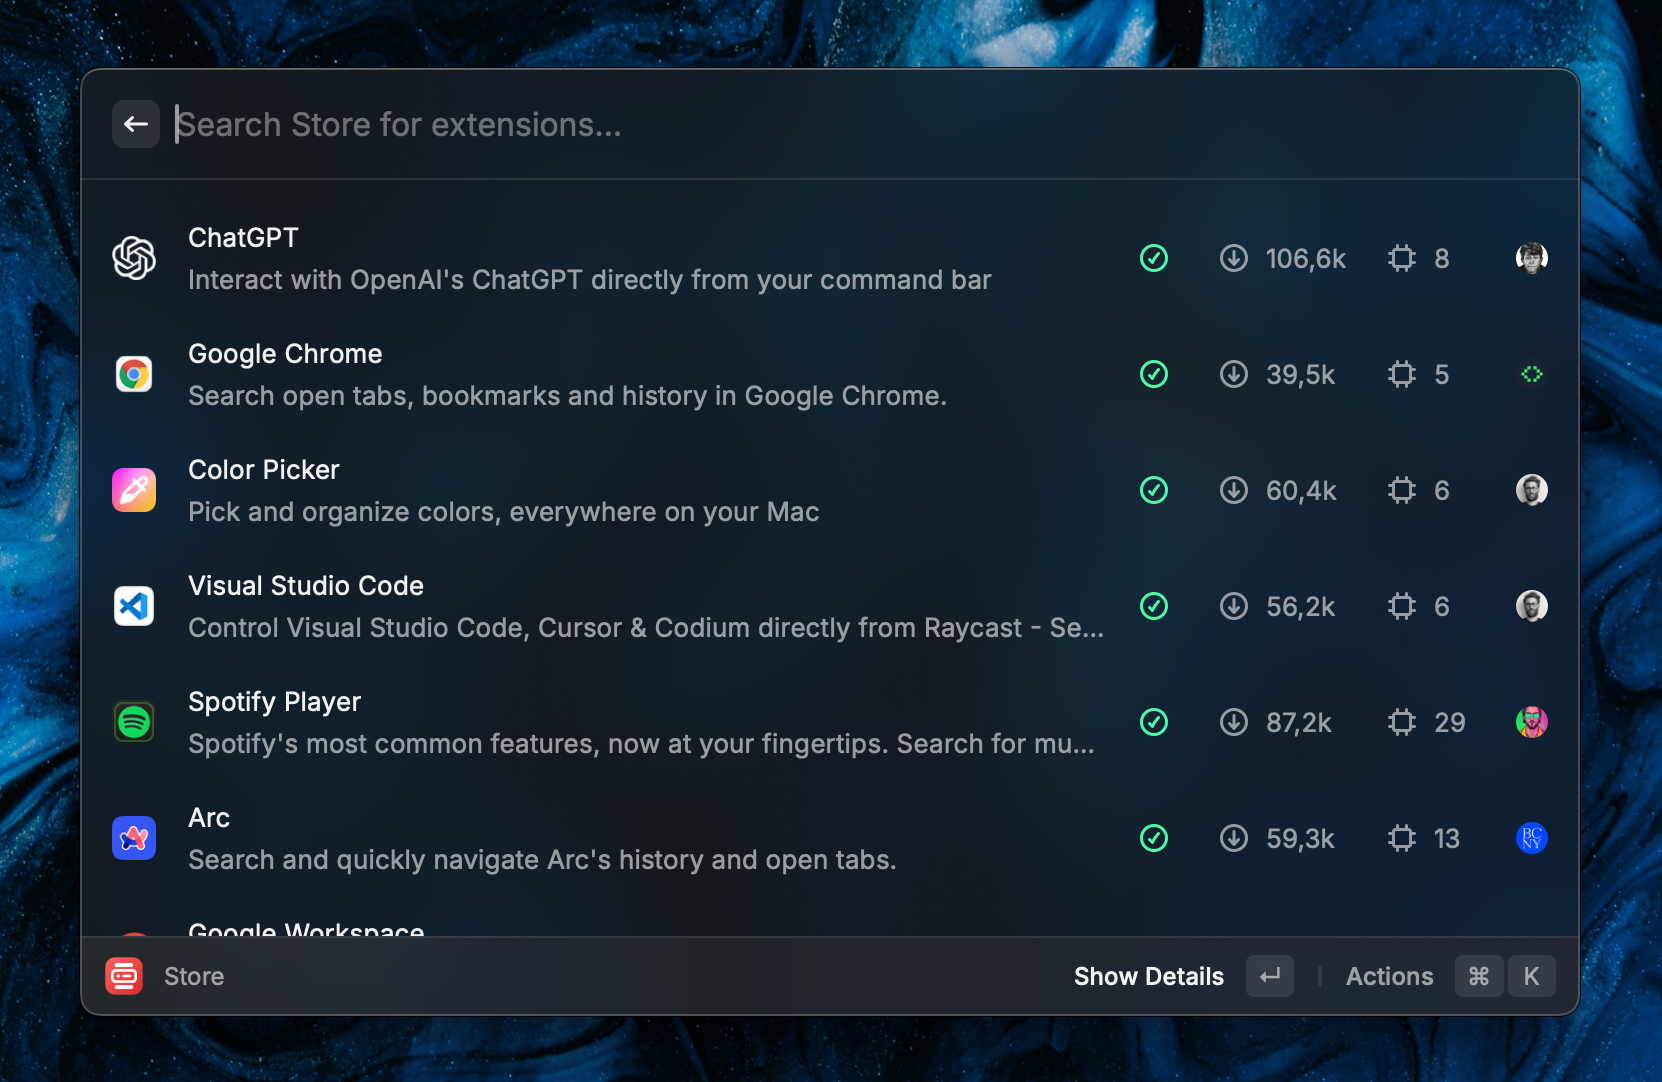 Search Store for extensions...
ChatGPT
Interact with OpenAI's ChatGPT directly from your command bar
106,6k
8
Google Chrome
Search open tabs, bookmarks and history in Google Chrome.
39,5k
5
Color Picker
Pick and organize colors, everywhere on your Mac
60,4k
6
Visual Studio Code
Control Visual Studio Code, Cursor & Codium directly from Raycast - Se...
56,2k
6
Spotify Player
Spotify's most common features, now at your fingertips. Search for mu...
87,2k
29
Arc
Search and quickly navigate Arc's history and open tabs.
59,3k
13
BC
NY
Google Workspace
Store
Show Details
Actions
⌘
K